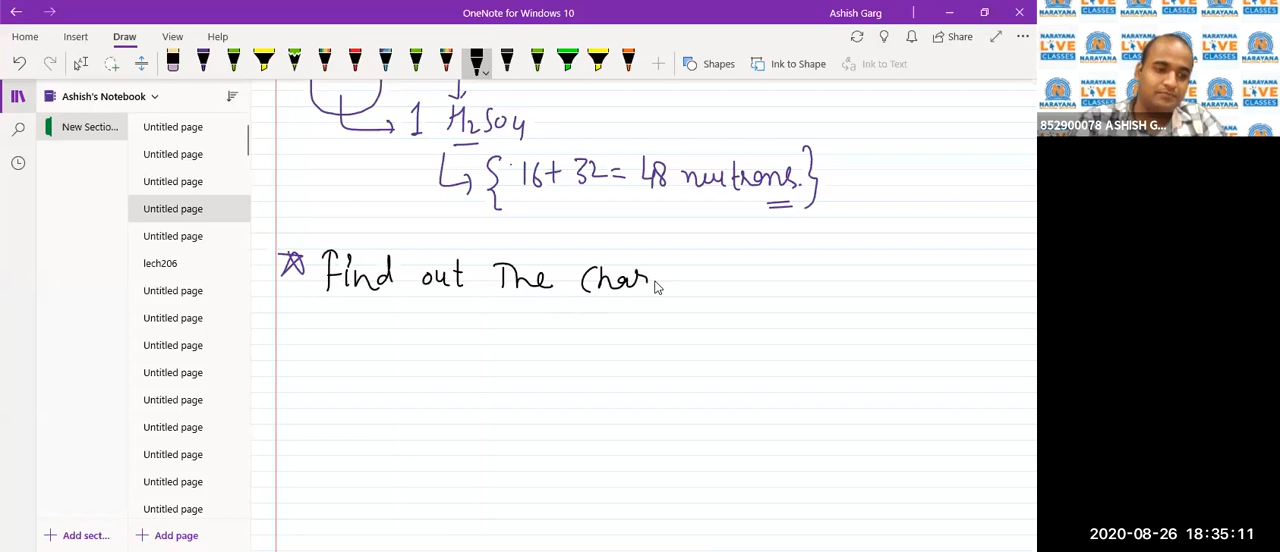 OneNote for Windows 10
Ashish Garg
Home Insert Draw View Help
Share
Shapes Ink to Shape Ink to Text
Ashish's Notebook
New Sectio...
Untitled page
Untitled page
Untitled page
Untitled page
Untitled page
lech206
Untitled page
Untitled page
Untitled page
Untitled page
Untitled page
Untitled page
Untitled page
Untitled page
Untitled page
Add sect...
Add page
1 H2SO4
{ 16+ 32 = 48 neutrons. }
Find out The Char
NARAYANA LIVE CLASSES
852900078 ASHISH G...
2020-08-26 18:35:11